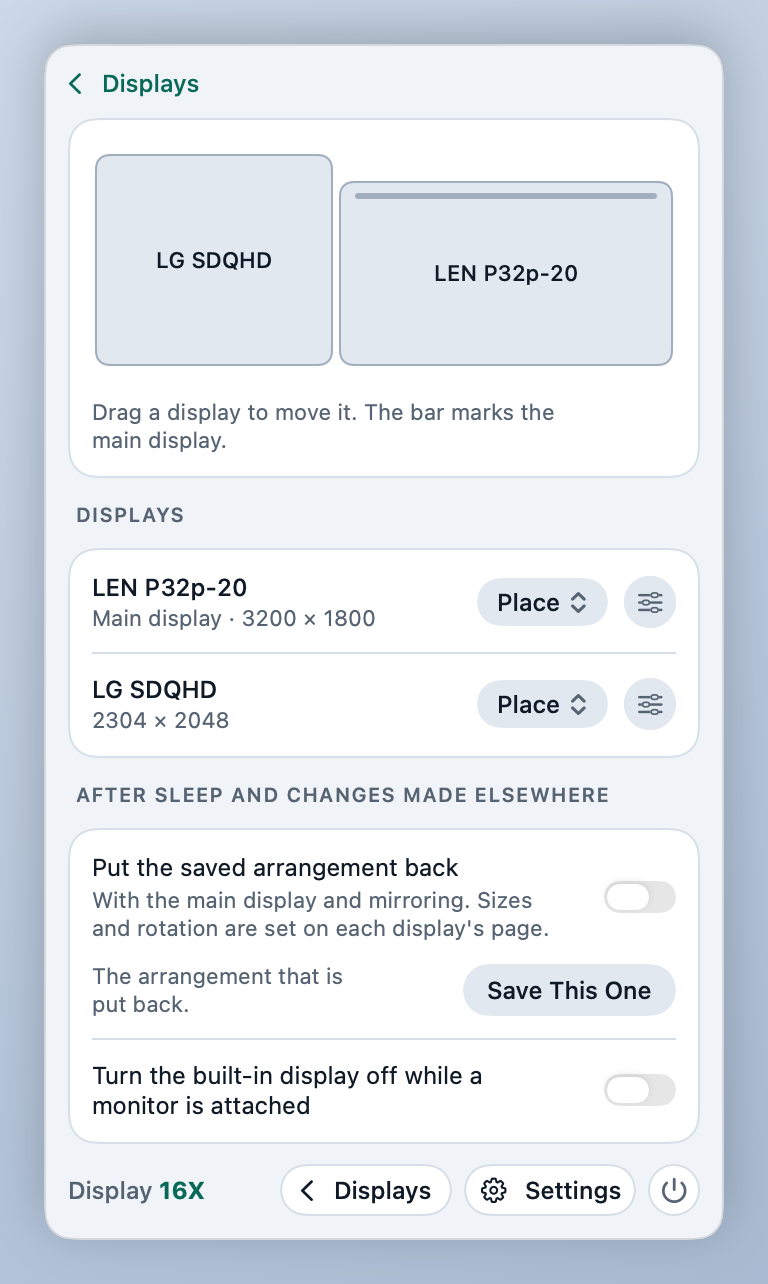 Displays
LG SDQHD
LEN P32p-20
Drag a display to move it. The bar marks the
main display.
DISPLAYS
LEN P32p-20
Main display · 3200 × 1800
Place
LG SDQHD
2304 × 2048
Place
AFTER SLEEP AND CHANGES MADE ELSEWHERE
Put the saved arrangement back
With the main display and mirroring. Sizes
and rotation are set on each display's page.
The arrangement that is
put back.
Save This One
Turn the built-in display off while a
monitor is attached
Display 16X
Displays
Settings